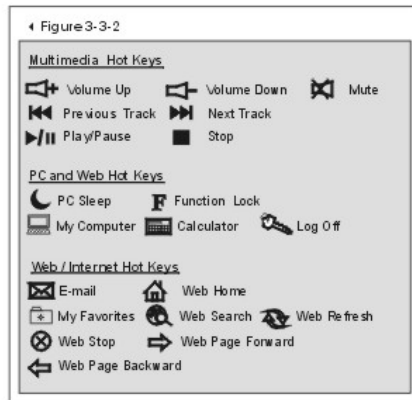 Figure 3-3-2
Multimedia Hot Keys
Volume Up Volume Down Mute
Previous Track Next Track
Play/Pause Stop
PC and Web Hot Keys
PC Sleep F Function Lock
My Computer Calculator Log Off
Web / Internet Hot Keys
E-mail Web Home
My Favorites Web Search Web Refresh
Web Stop Web Page Forward
Web Page Backward